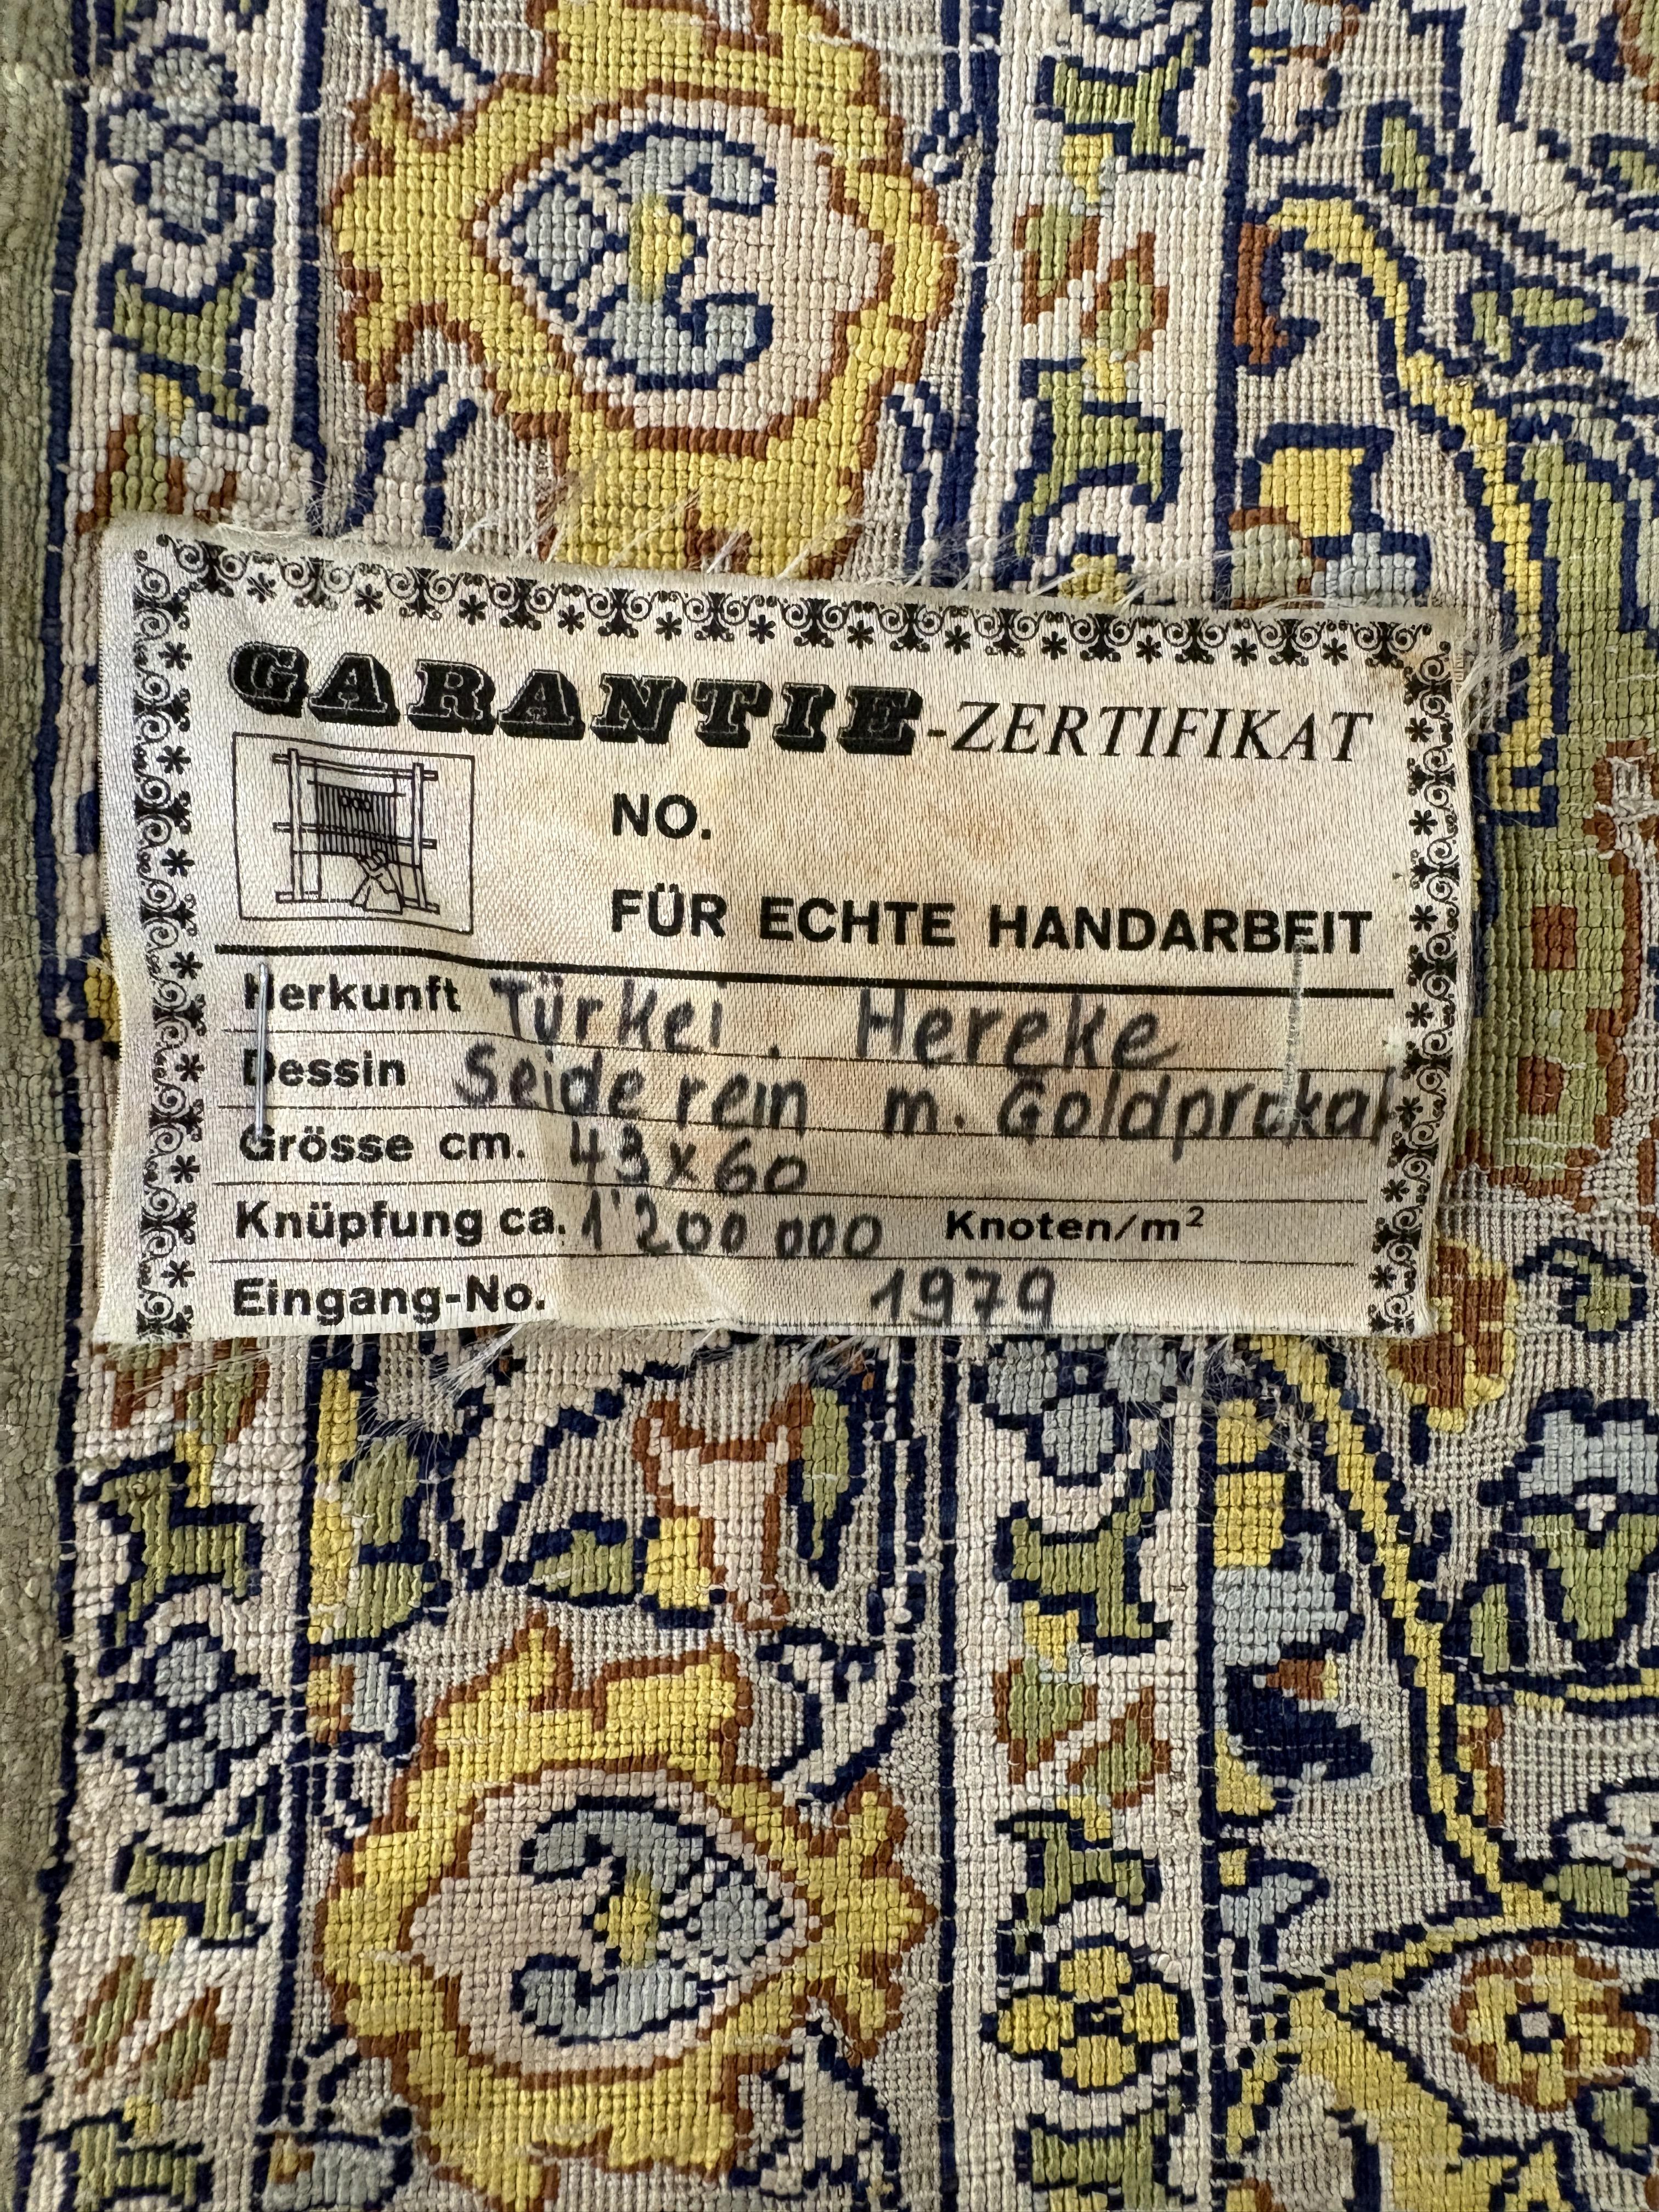 GARANTIE-ZERTIFIKAT
NO.
FÜR ECHTE HANDARBEIT
Herkunft Türkei. Hereke
Dessin Seide rein m. Goldprokat
Grösse cm. 43x60
Knüpfung ca. 1'200 000 Knoten/m²
Eingang-No. 1979